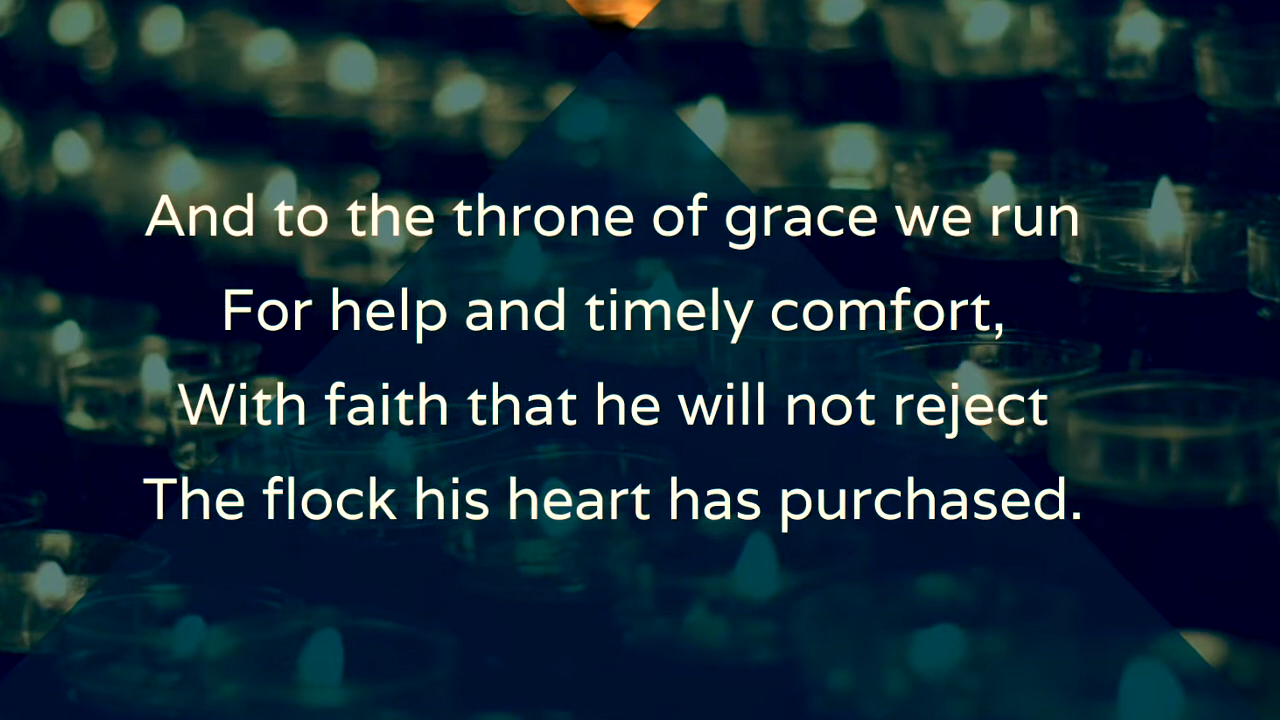 And to the throne of grace we run
For help and timely comfort,
With faith that he will not reject
The flock his heart has purchased.